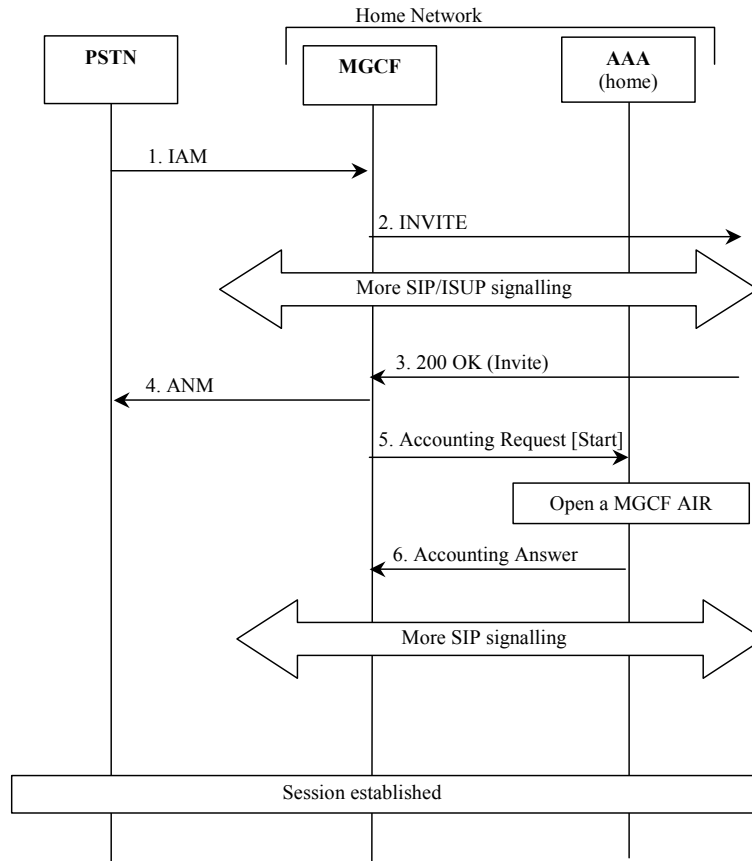 Home Network
PSTN
MGCF
AAA
(home)
1. IAM
2. INVITE
More SIP/ISUP signalling
3. 200 OK (Invite)
4. ANM
5. Accounting Request [Start]
Open a MGCF AIR
6. Accounting Answer
More SIP signalling
Session established